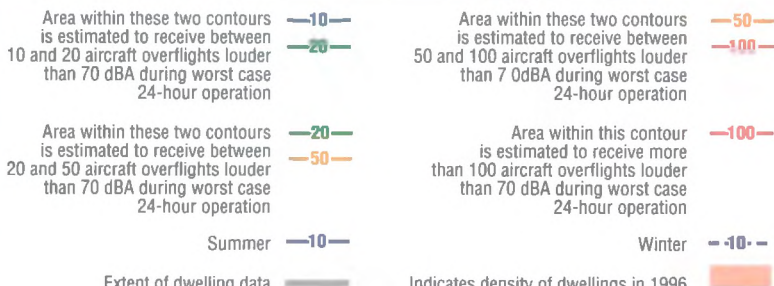 Area within these two contours —10—
is estimated to receive between
10 and 20 aircraft overflights louder —20—
than 70 dBA during worst case
24-hour operation
Area within these two contours —20—
is estimated to receive between
20 and 50 aircraft overflights louder —50—
than 70 dBA during worst case
24-hour operation
Summer —10—
Extent of dwelling data
Area within these two contours —50—
is estimated to receive between
50 and 100 aircraft overflights louder —100—
than 7 0dBA during worst case
24-hour operation
Area within this contour —100—
is estimated to receive more
than 100 aircraft overflights louder
than 70 dBA during worst case
24-hour operation
Winter - -10- -
Indicates density of dwellings in 1996